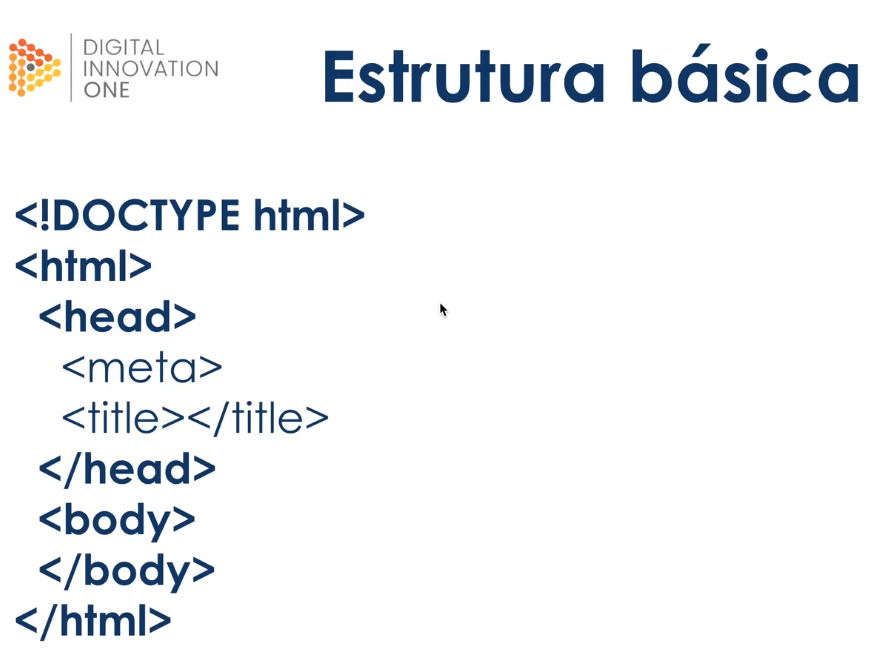 DIGITAL
INNOVATION
ONE
Estrutura básica
<!DOCTYPE html>
<html>
<head>
<meta>
<title></title>
</head>
<body>
</body>
</html>